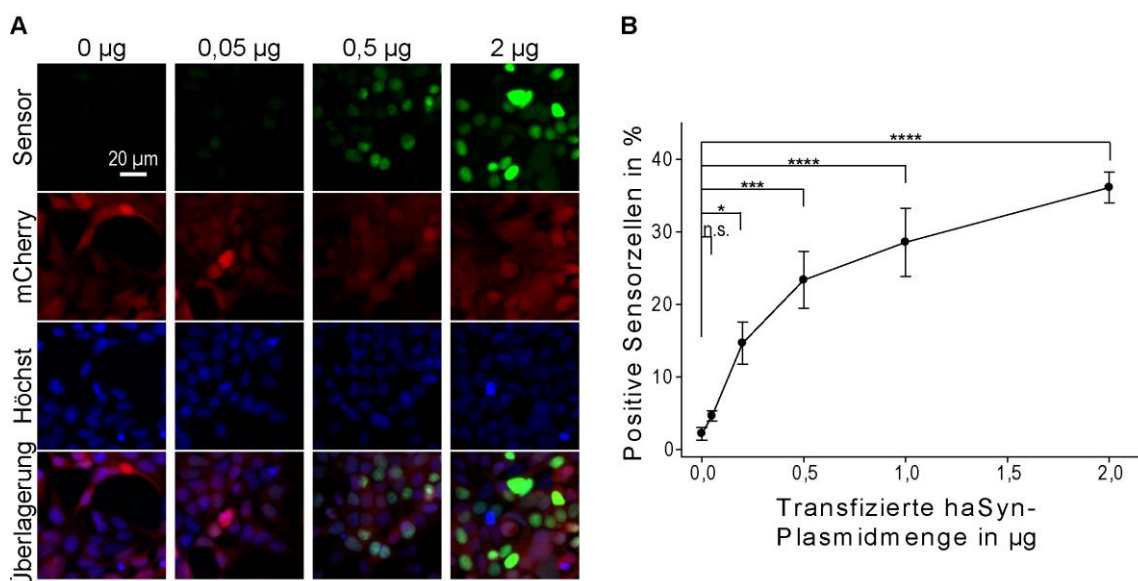 A
0 µg
0,05 µg
0,5 µg
2 µg
Sensor
20 µm
mCherry
Höchst
Überlagerung
B
****
****
***
*
n.s.
Positive Sensorzellen in %
40
30
20
10
0
0,0
0,5
1,0
1,5
2,0
Transfizierte haSyn-
Plasmidmenge in µg